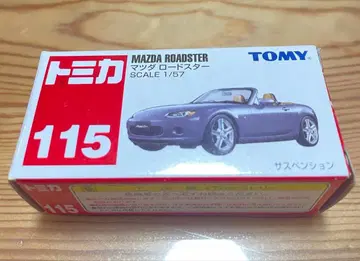 トミカ
MAZDA ROADSTER
マツダ ロードスター
SCALE 1/57
TOMY
115
サスペンション
トミカ
115